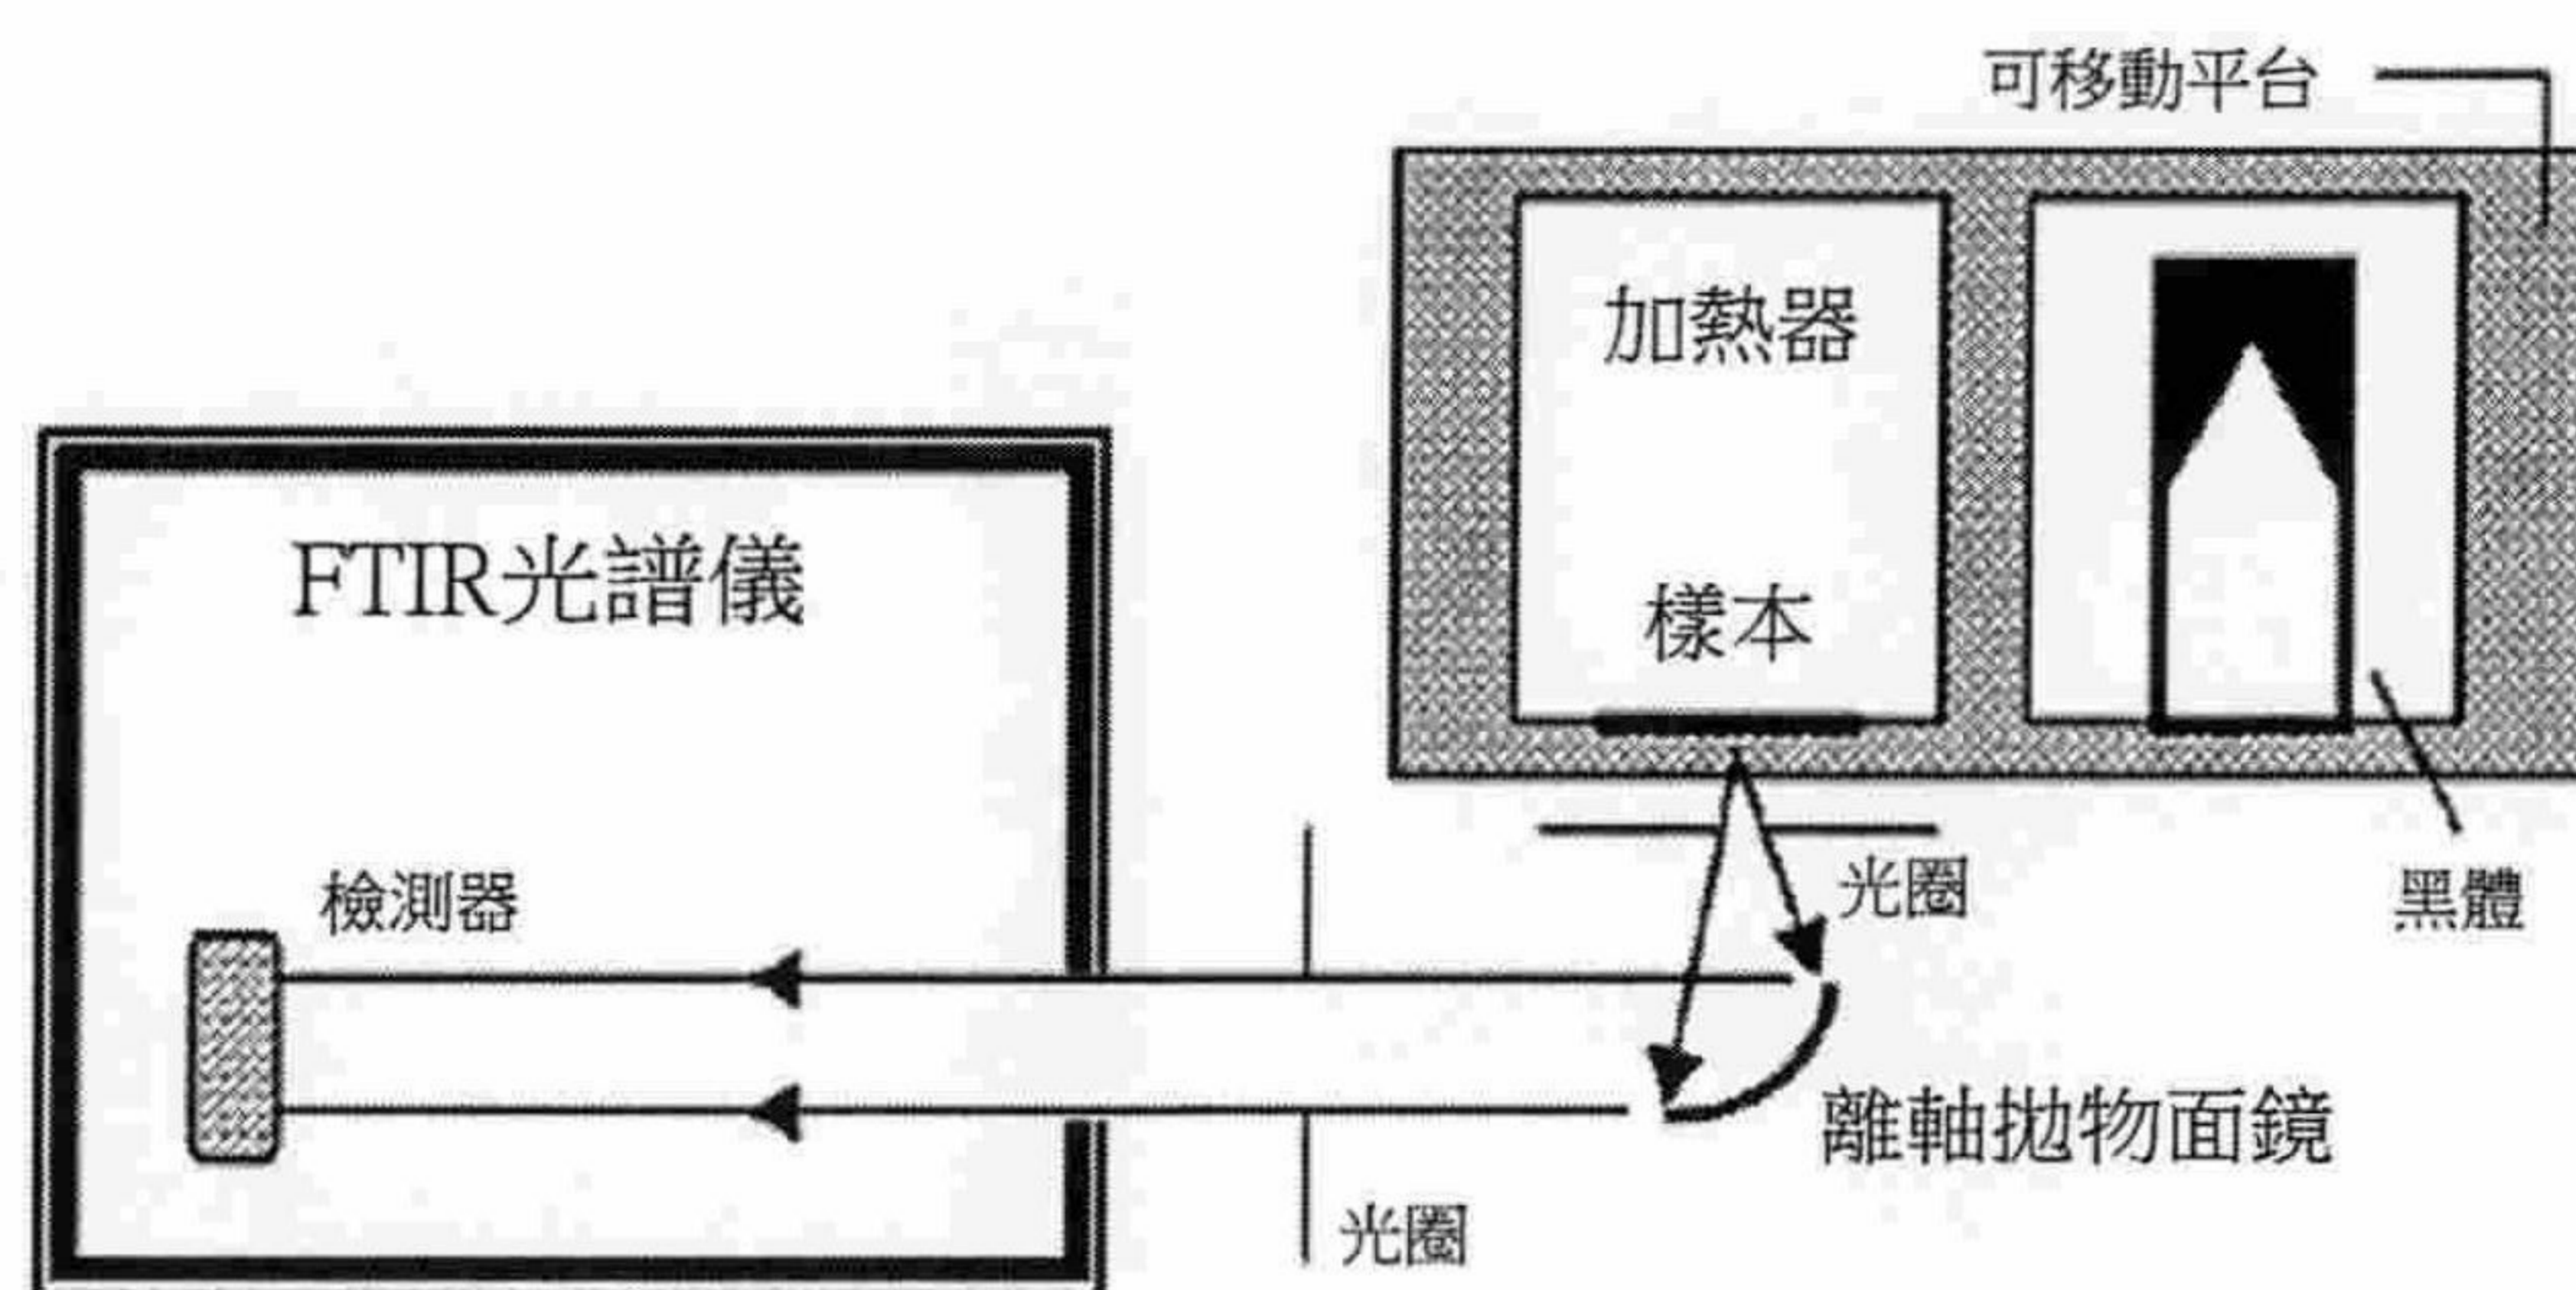 可移動平台
加熱器
樣本
FTIR光譜儀
檢測器
光圈
黑體
離軸拋物面鏡
光圈